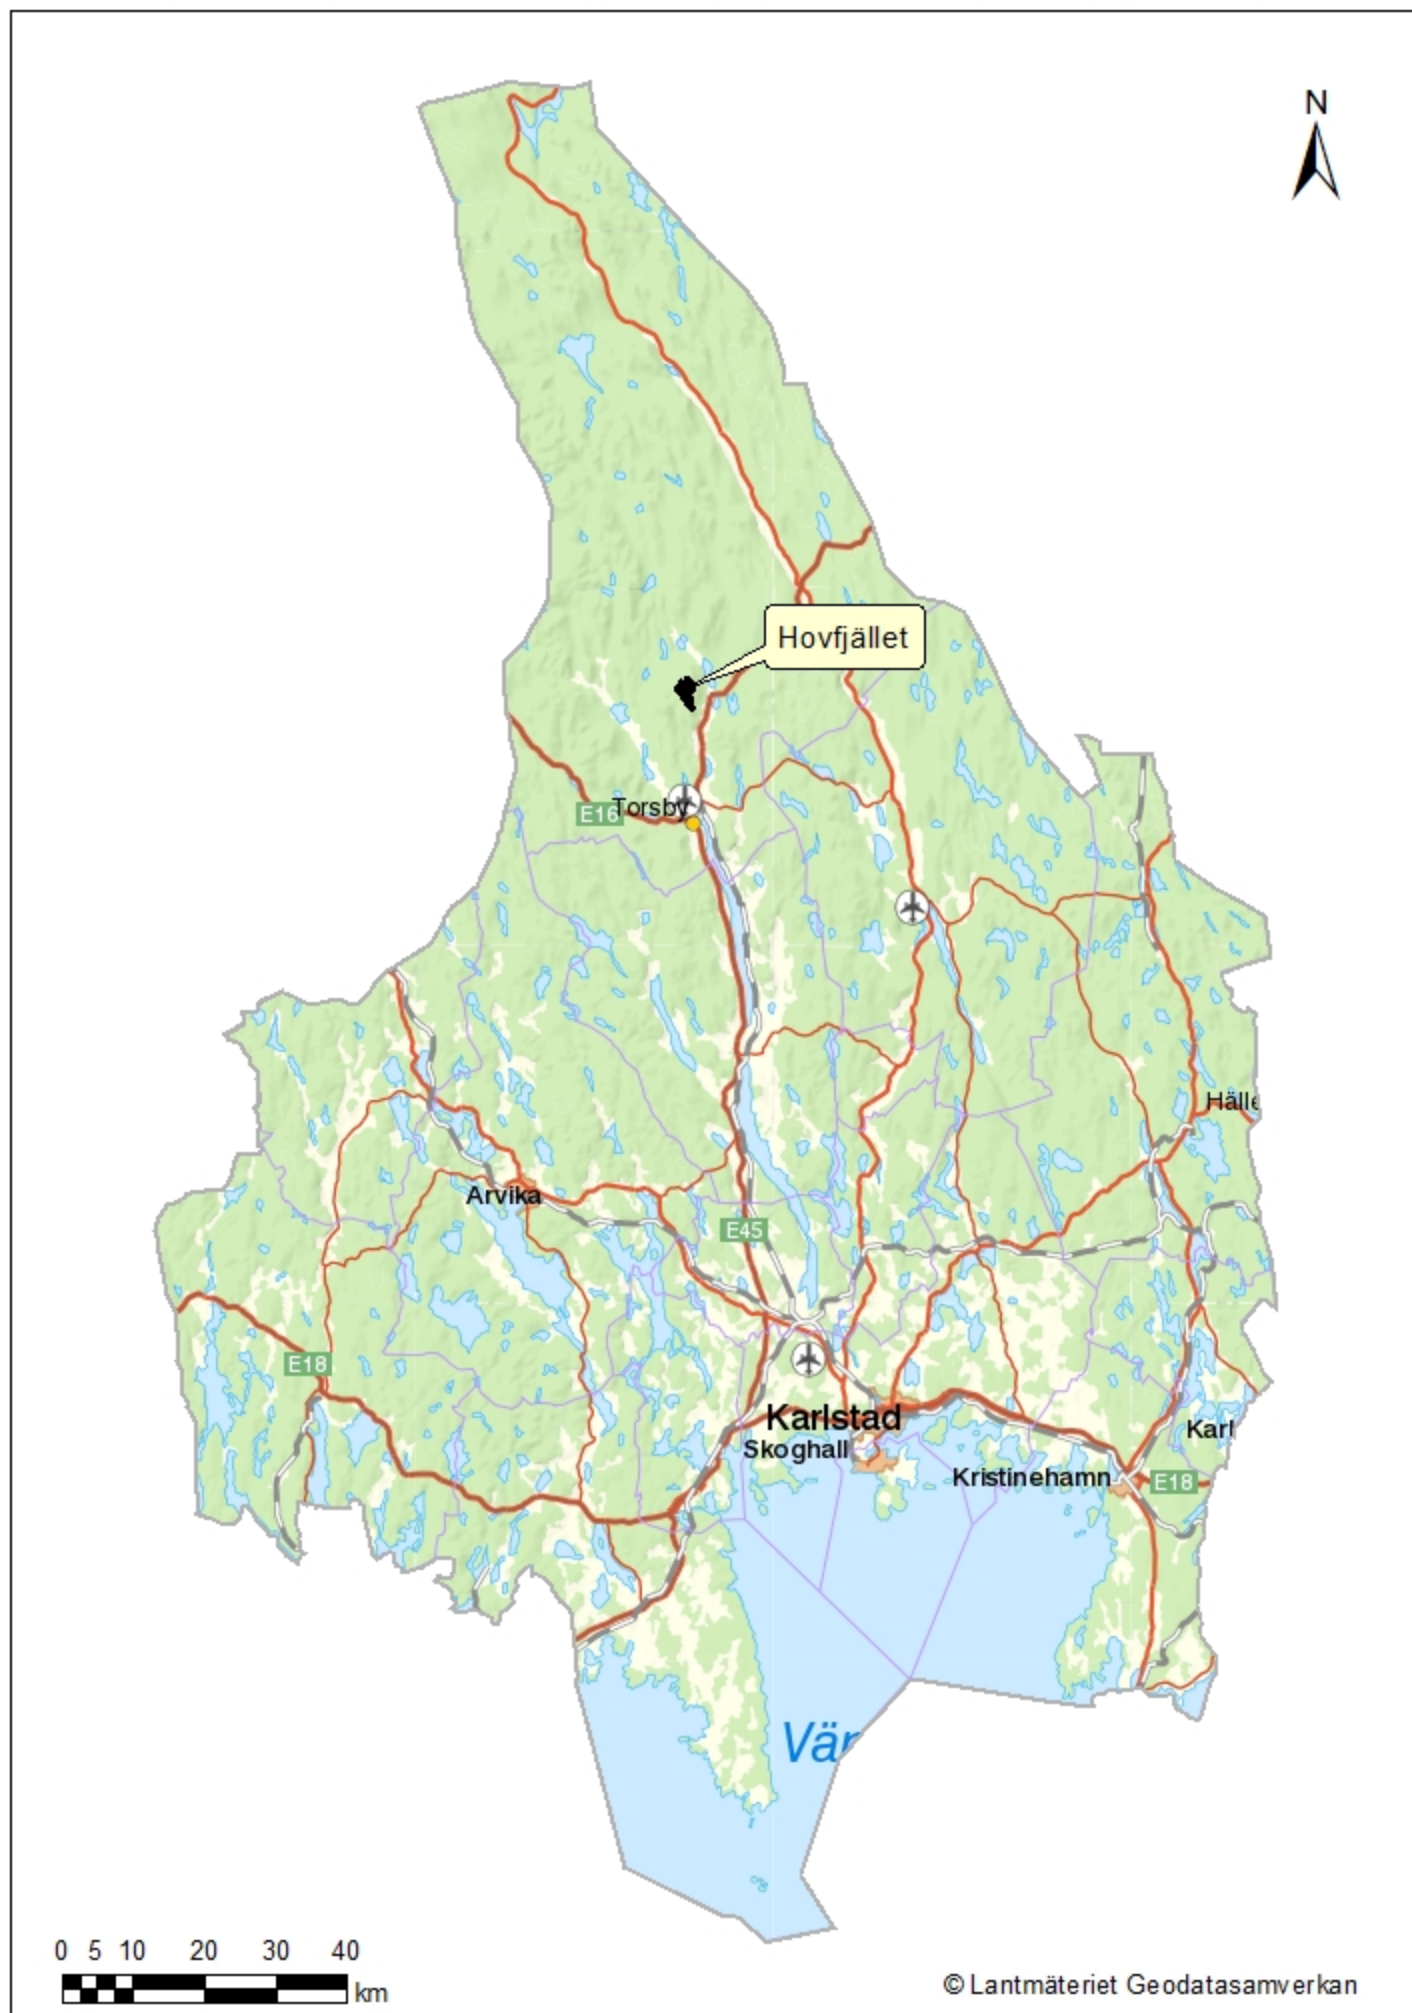 N
Hovfjället
Torsby
E16
Hälle
Arvika
E45
E18
Karlstad
Karl
Skoghall
Kristinehamn
E18
Vär
0 5 10 20 30 40
km
© Lantmäteriet Geodatasamverkan